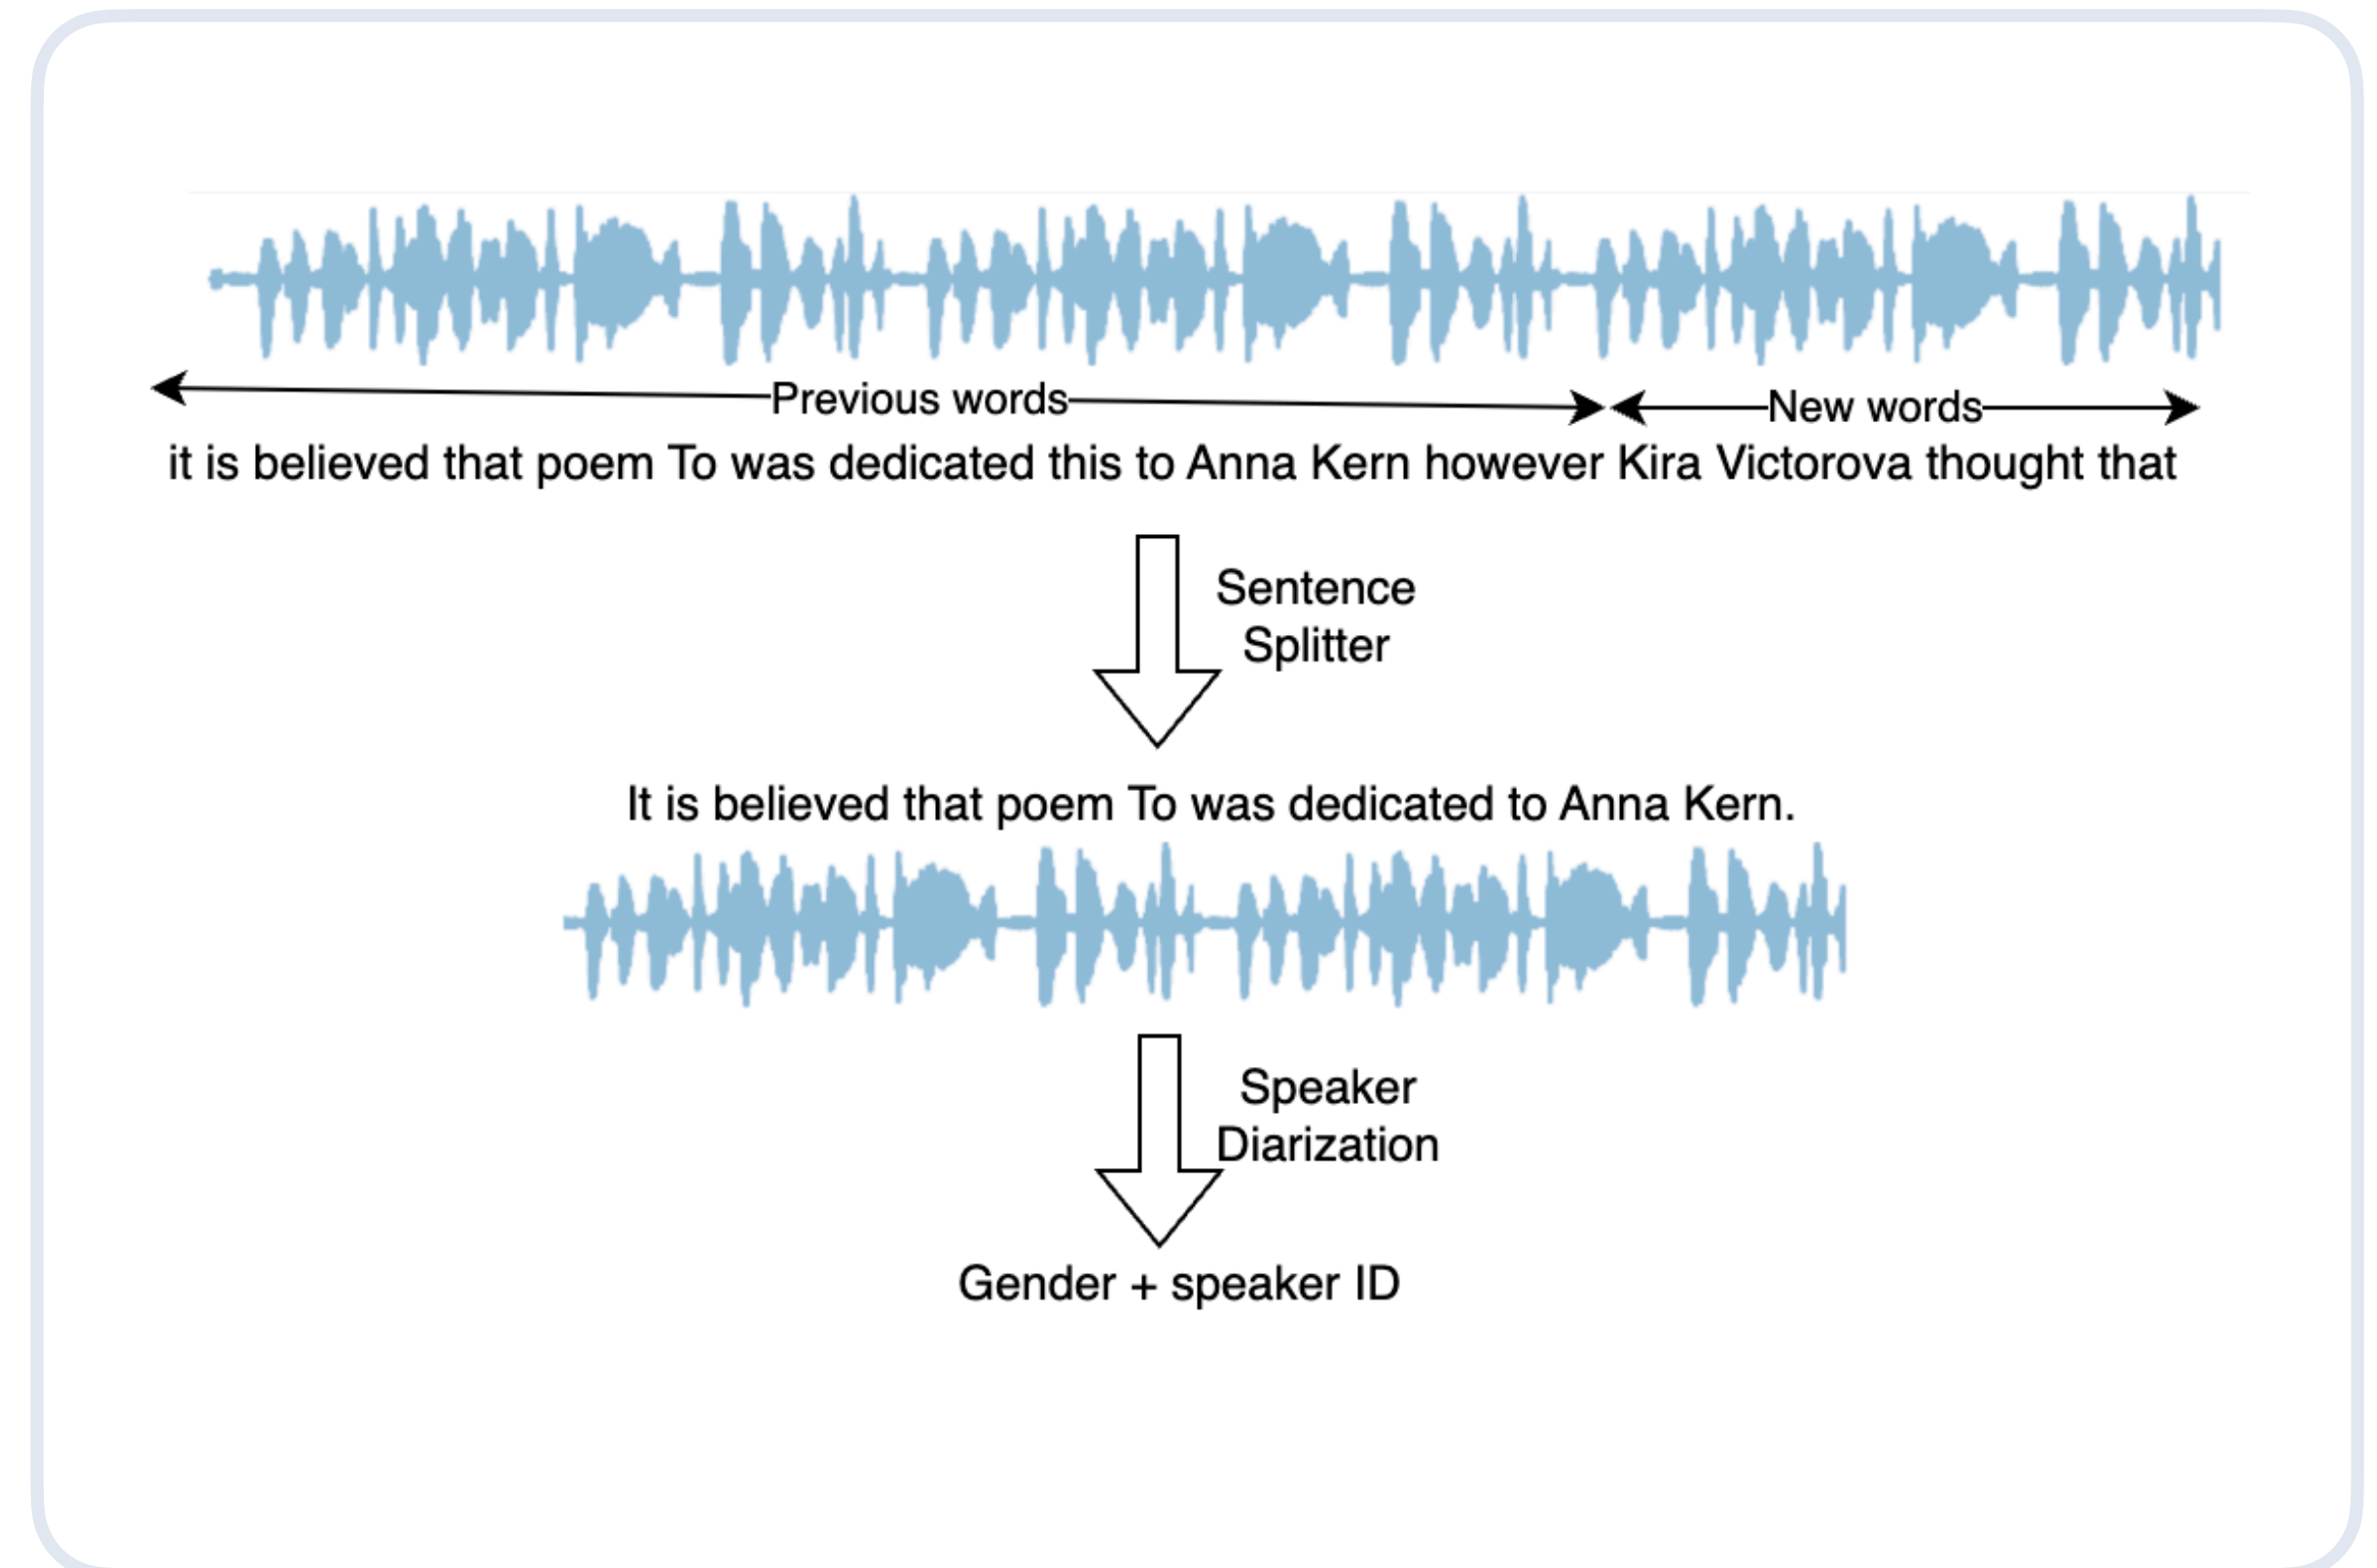 Previous words New words
it is believed that poem To was dedicated this to Anna Kern however Kira Victorova thought that
Sentence
Splitter
It is believed that poem To was dedicated to Anna Kern.
Speaker
Diarization
Gender + speaker ID